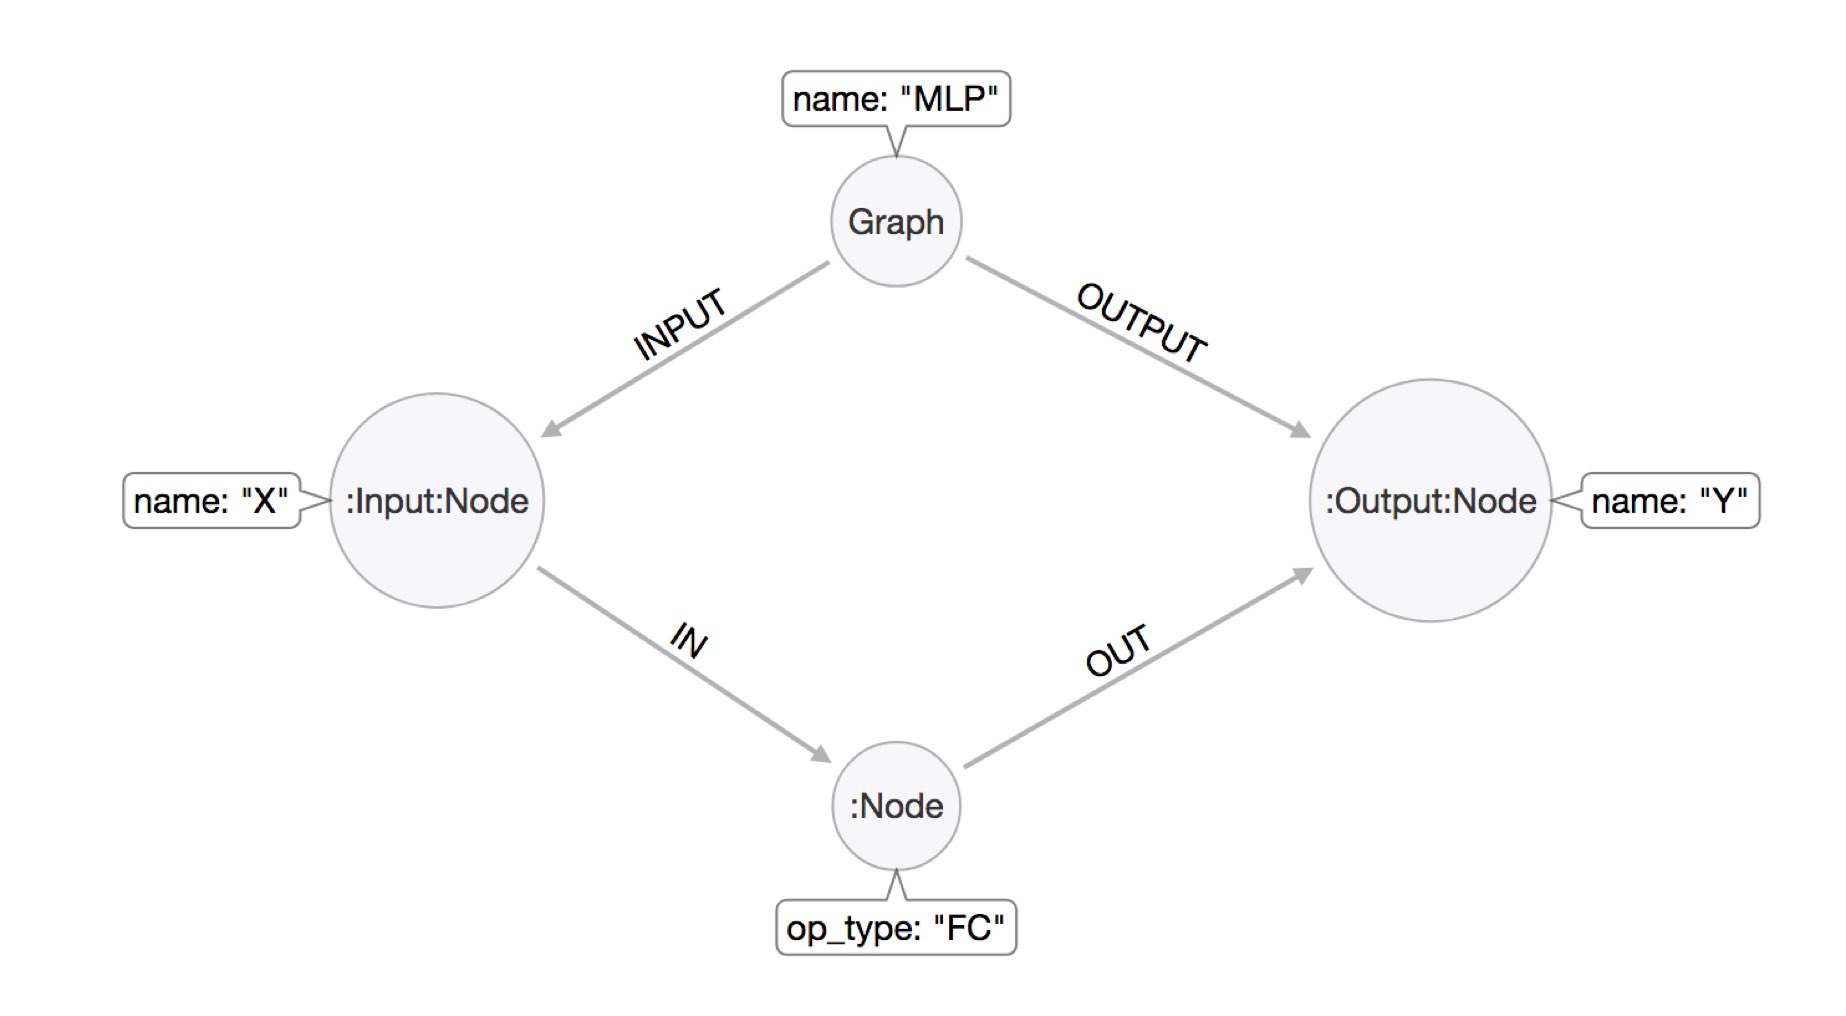 name: "MLP"
Graph
INPUT
OUTPUT
name: "X"
:Input:Node
:Output:Node
name: "Y"
IN
OUT
:Node
op_type: "FC"